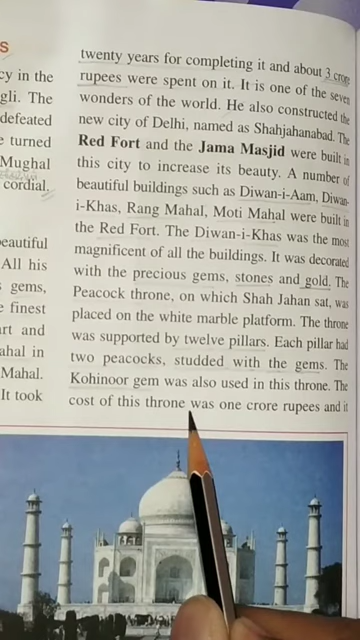 s
cy in the
gli. The
defeated
e turned
Mughal
cordial.
beautiful
All his
s gems,
e finest
art and
ahal in
Mahal.
It took
twenty years for completing it and about 3 crore
rupees were spent on it. It is one of the seven
wonders of the world. He also constructed the
new city of Delhi, named as Shahjahanabad. The
Red Fort and the Jama Masjid were built in
this city to increase its beauty. A number of
beautiful buildings such as Diwan-i-Aam, Diwan-
i-Khas, Rang Mahal, Moti Mahal were built in
the Red Fort. The Diwan-i-Khas was the most
magnificent of all the buildings. It was decorated
with the precious gems, stones and gold. The
Peacock throne, on which Shah Jahan sat, was
placed on the white marble platform. The throne
was supported by twelve pillars. Each pillar had
two peacocks, studded with the gems. The
Kohinoor gem was also used in this throne. The
cost of this throne was one crore rupees and it